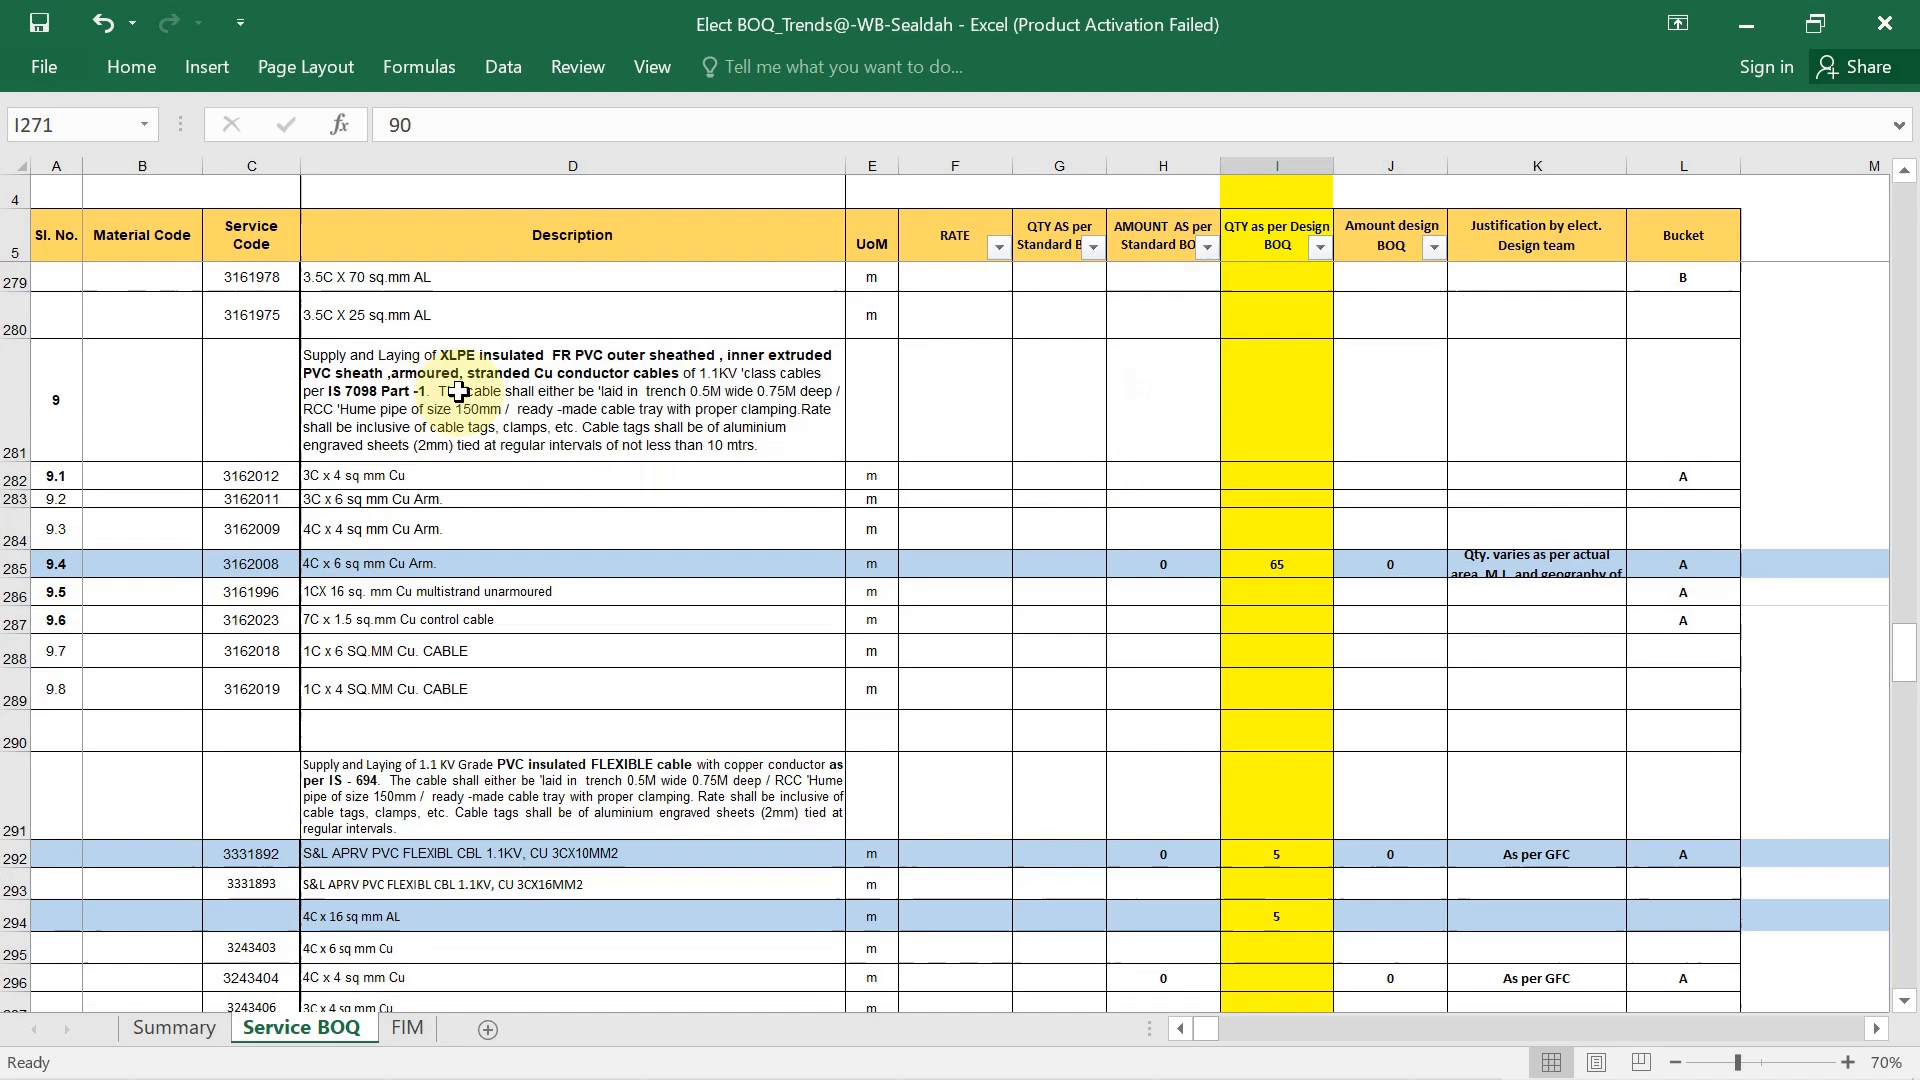 Elect BOQ_Trends@-WB-Sealdah - Excel (Product Activation Failed)
File Home Insert Page Layout Formulas Data Review View Tell me what you want to do... Sign in Share
I271 fx 90
A B C D E F G H I J K L M
4
5 Sl. No. Material Code Service Code Description UoM RATE QTY AS per Standard B AMOUNT AS per Standard BO QTY as per Design BOQ Amount design BOQ Justification by elect. Design team Bucket
279 3161978 3.5C X 70 sq.mm AL m B
280 3161975 3.5C X 25 sq.mm AL m
Supply and Laying of XLPE insulated FR PVC outer sheathed , inner extruded
PVC sheath ,armoured, stranded Cu conductor cables of 1.1KV 'class cables
per IS 7098 Part -1. The cable shall either be 'laid in trench 0.5M wide 0.75M deep /
9 RCC 'Hume pipe of size 150mm / ready -made cable tray with proper clamping.Rate
shall be inclusive of cable tags, clamps, etc. Cable tags shall be of aluminium
281 engraved sheets (2mm) tied at regular intervals of not less than 10 mtrs.
282 9.1 3162012 3C x 4 sq mm Cu m A
283 9.2 3162011 3C x 6 sq mm Cu Arm. m
284 9.3 3162009 4C x 4 sq mm Cu Arm. m
285 9.4 3162008 4C x 6 sq mm Cu Arm. m 0 65 0 Qty. varies as per actual area, M.L. and geography of A
286 9.5 3161996 1CX 16 sq. mm Cu multistrand unarmoured m A
287 9.6 3162023 7C x 1.5 sq.mm Cu control cable m A
288 9.7 3162018 1C x 6 SQ.MM Cu. CABLE m
289 9.8 3162019 1C x 4 SQ.MM Cu. CABLE m
290
Supply and Laying of 1.1 KV Grade PVC insulated FLEXIBLE cable with copper conductor as
per IS - 694. The cable shall either be 'laid in trench 0.5M wide 0.75M deep / RCC 'Hume
pipe of size 150mm / ready -made cable tray with proper clamping. Rate shall be inclusive of
cable tags, clamps, etc. Cable tags shall be of aluminium engraved sheets (2mm) tied at
291 regular intervals.
292 3331892 S&L APRV PVC FLEXIBL CBL 1.1KV, CU 3CX10MM2 m 0 5 0 As per GFC A
293 3331893 S&L APRV PVC FLEXIBL CBL 1.1KV, CU 3CX16MM2 m
294 4C x 16 sq mm AL m 5
295 3243403 4C x 6 sq mm Cu m
296 3243404 4C x 4 sq mm Cu m 0 0 As per GFC A
3243406 3C x 4 sq mm Cu m
Summary Service BOQ FIM
Ready 70%